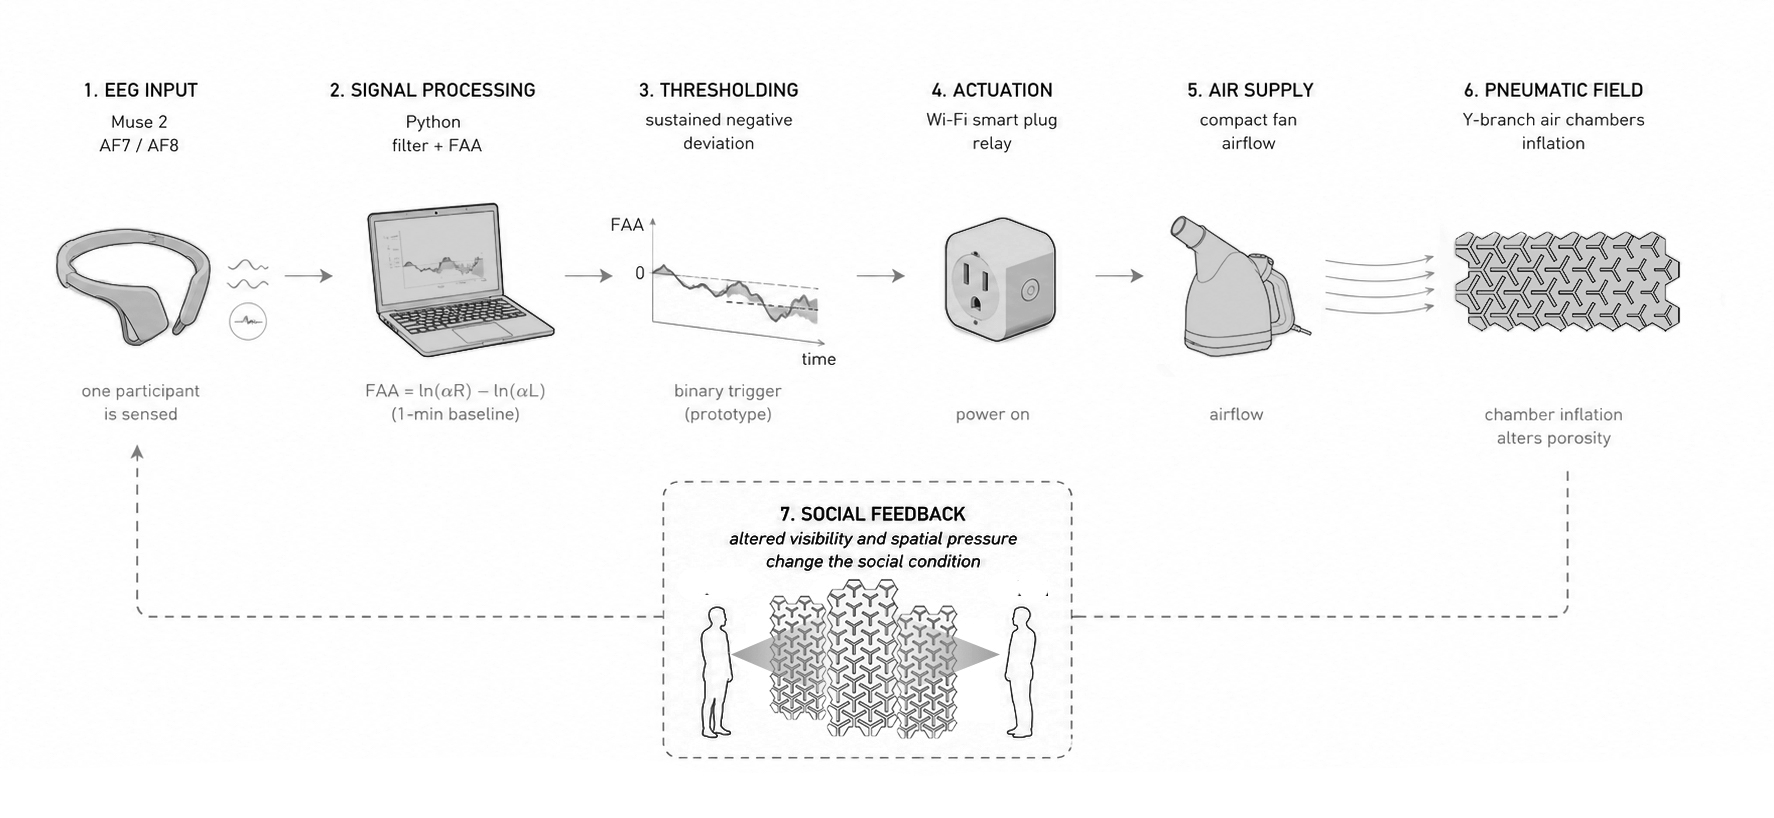 1. EEG INPUT
Muse 2
AF7 / AF8
one participant
is sensed
2. SIGNAL PROCESSING
Python
filter + FAA
FAA = ln(αR) − ln(αL)
(1-min baseline)
3. THRESHOLDING
sustained negative
deviation
FAA
0
time
binary trigger
(prototype)
4. ACTUATION
Wi-Fi smart plug
relay
power on
5. AIR SUPPLY
compact fan
airflow
airflow
6. PNEUMATIC FIELD
Y-branch air chambers
inflation
chamber inflation
alters porosity
7. SOCIAL FEEDBACK
altered visibility and spatial pressure
change the social condition